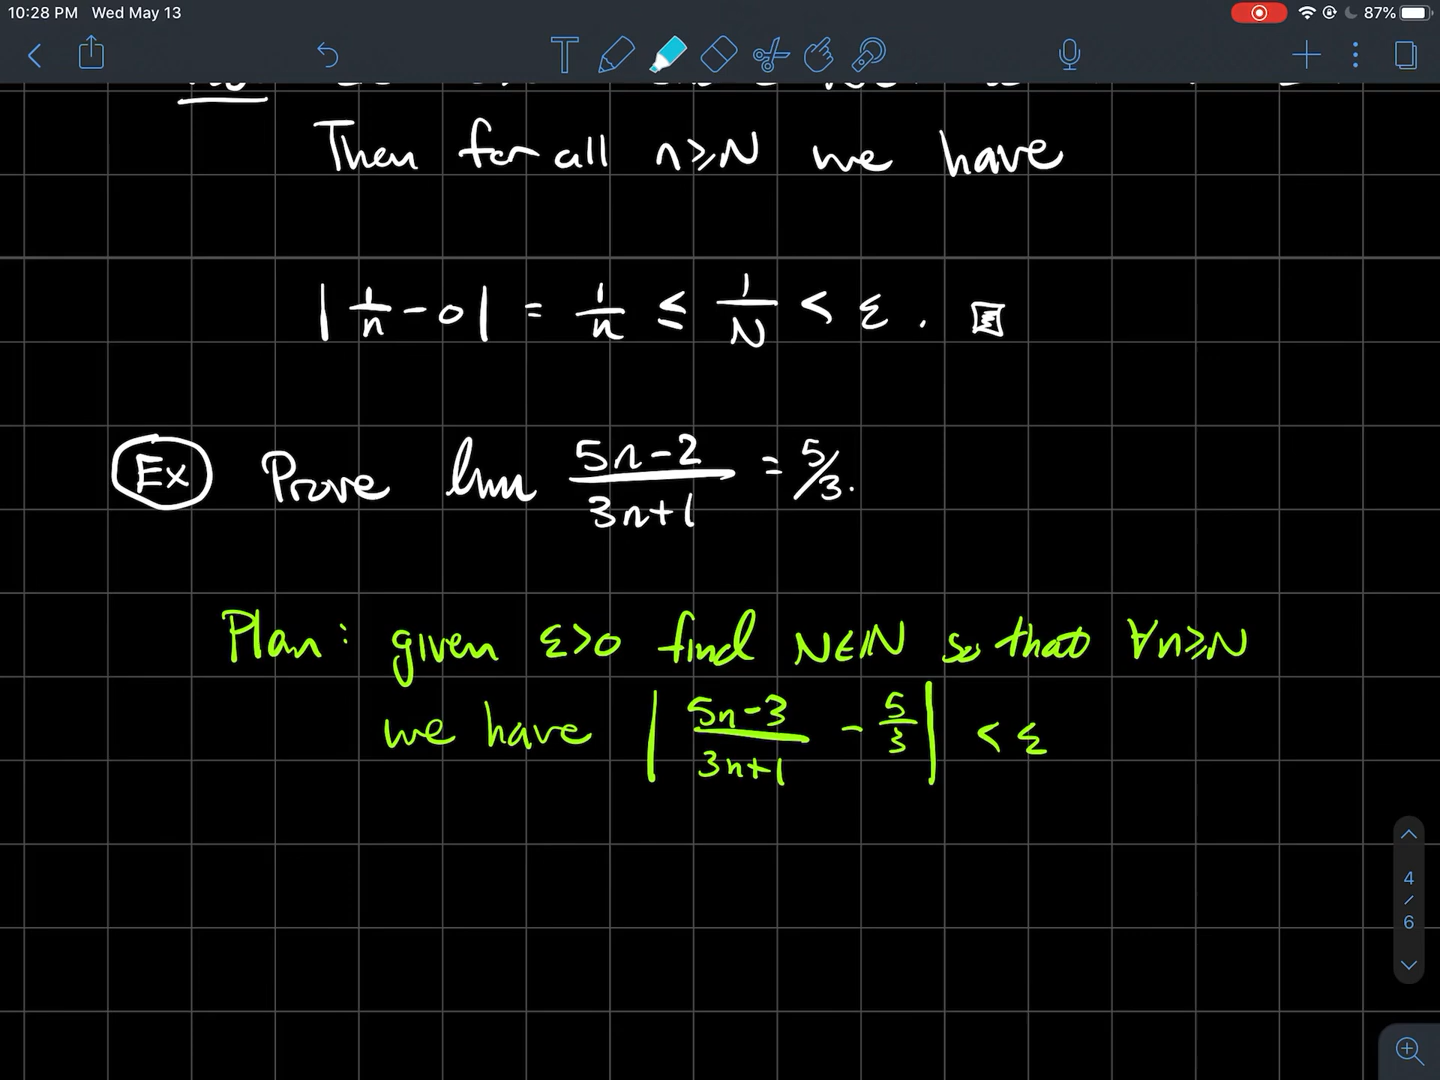 10:28 PM Wed May 13
87%
T
Then for all n≥N we have
|1/n - 0| = 1/n ≤ 1/N < ε.
Ex Prove lim (5n-2)/(3n+1) = 5/3.
Plan: given ε>0 find N∈ℕ so that ∀n≥N
we have |(5n-3)/(3n+1) - 5/3| < ε
4
/
6